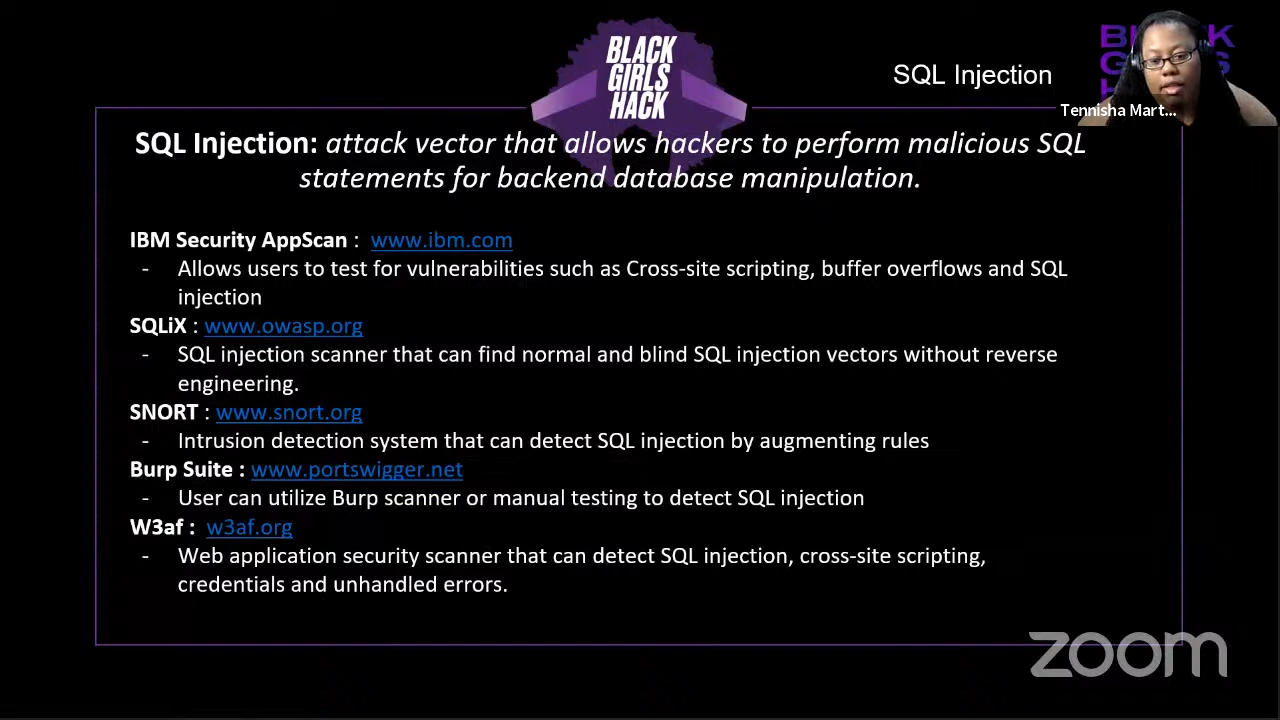 BLACK
GIRLS
HACK
SQL Injection
Tennisha Mart...
SQL Injection: attack vector that allows hackers to perform malicious SQL
statements for backend database manipulation.
IBM Security AppScan : www.ibm.com
- Allows users to test for vulnerabilities such as Cross-site scripting, buffer overflows and SQL
injection
SQLiX : www.owasp.org
- SQL injection scanner that can find normal and blind SQL injection vectors without reverse
engineering.
SNORT : www.snort.org
- Intrusion detection system that can detect SQL injection by augmenting rules
Burp Suite : www.portswigger.net
- User can utilize Burp scanner or manual testing to detect SQL injection
W3af : w3af.org
- Web application security scanner that can detect SQL injection, cross-site scripting,
credentials and unhandled errors.
zoom